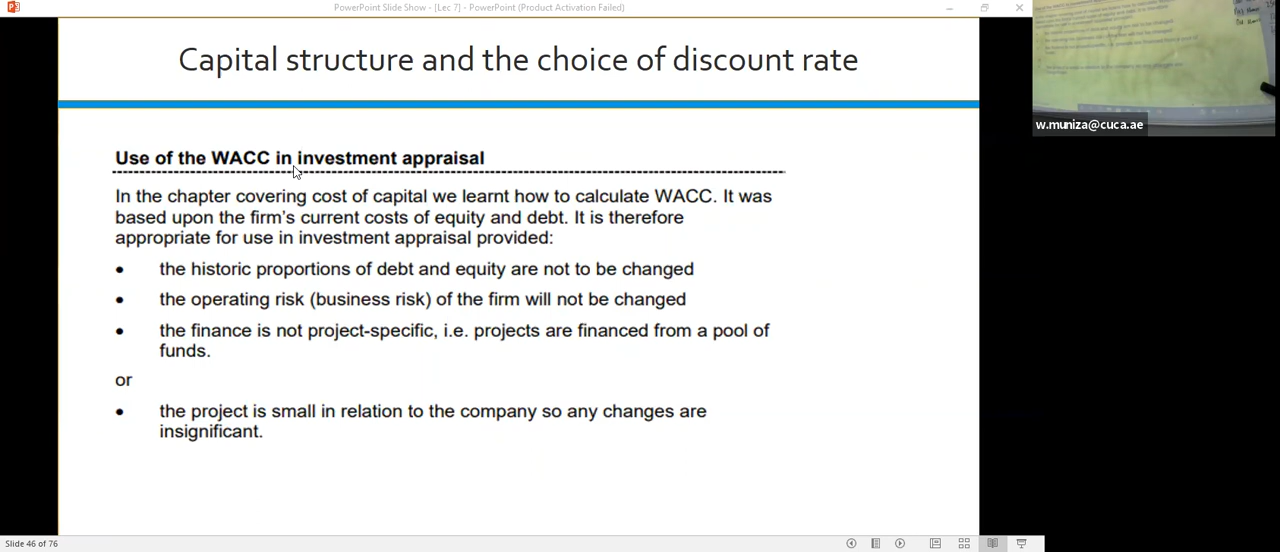 PowerPoint Slide Show - [Lec 7] - PowerPoint (Product Activation Failed)
Capital structure and the choice of discount rate
w.muniza@cuca.ae
Use of the WACC in investment appraisal
In the chapter covering cost of capital we learnt how to calculate WACC. It was
based upon the firm's current costs of equity and debt. It is therefore
appropriate for use in investment appraisal provided:
• the historic proportions of debt and equity are not to be changed
• the operating risk (business risk) of the firm will not be changed
• the finance is not project-specific, i.e. projects are financed from a pool of
funds.
or
• the project is small in relation to the company so any changes are
insignificant.
Slide 46 of 76